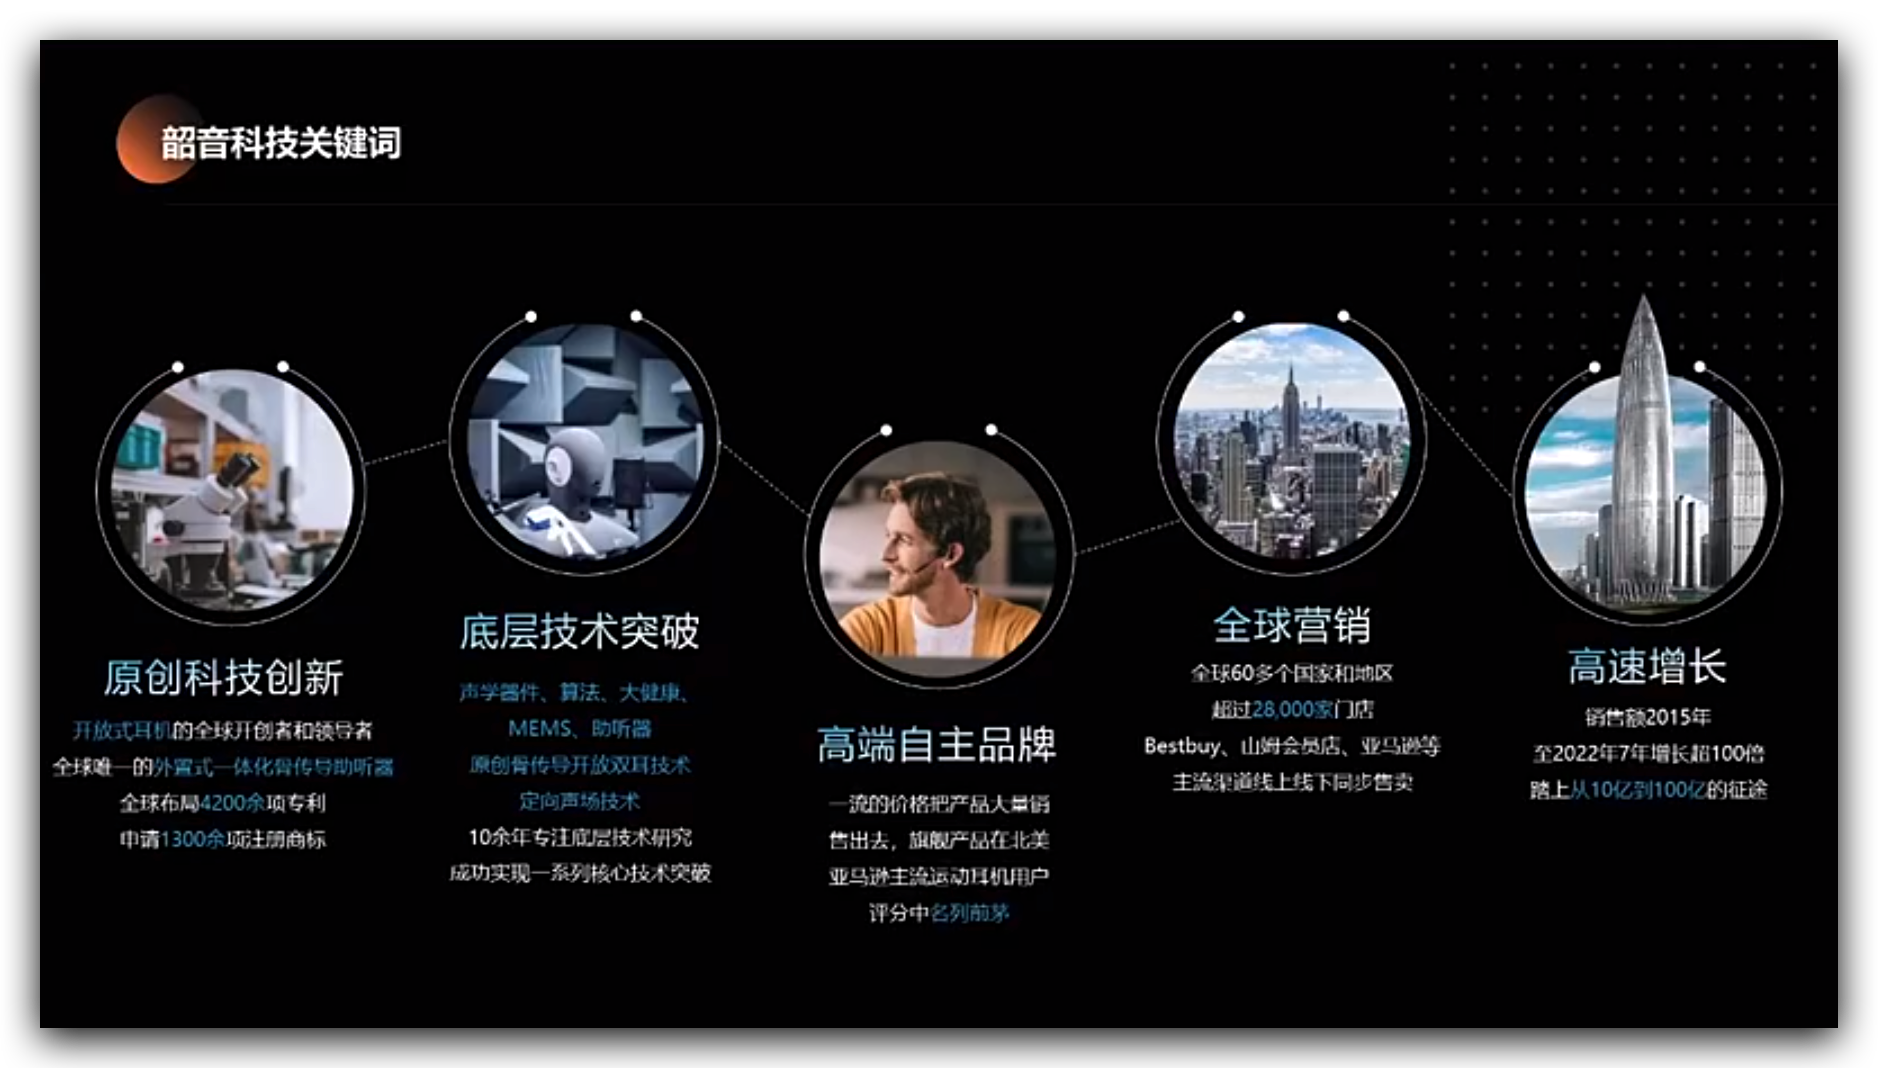 韶音科技关键词
原创科技创新
开放式耳机的全球开创者和领导者
全球唯一的外置式一体化骨传导助听器
全球布局4200余项专利
申请1300余项注册商标
底层技术突破
声学器件、算法、大健康、
MEMS、助听器
原创骨传导开放双耳技术
定向声场技术
10余年专注底层技术研究
成功实现一系列核心技术突破
高端自主品牌
一流的价格把产品大量销
售出去，旗舰产品在北美
亚马逊主流运动耳机用户
评分中名列前茅
全球营销
全球60多个国家和地区
超过28,000家门店
Bestbuy、山姆会员店、亚马逊等
主流渠道线上线下同步售卖
高速增长
销售额2015年
至2022年7年增长超100倍
踏上从10亿到100亿的征途